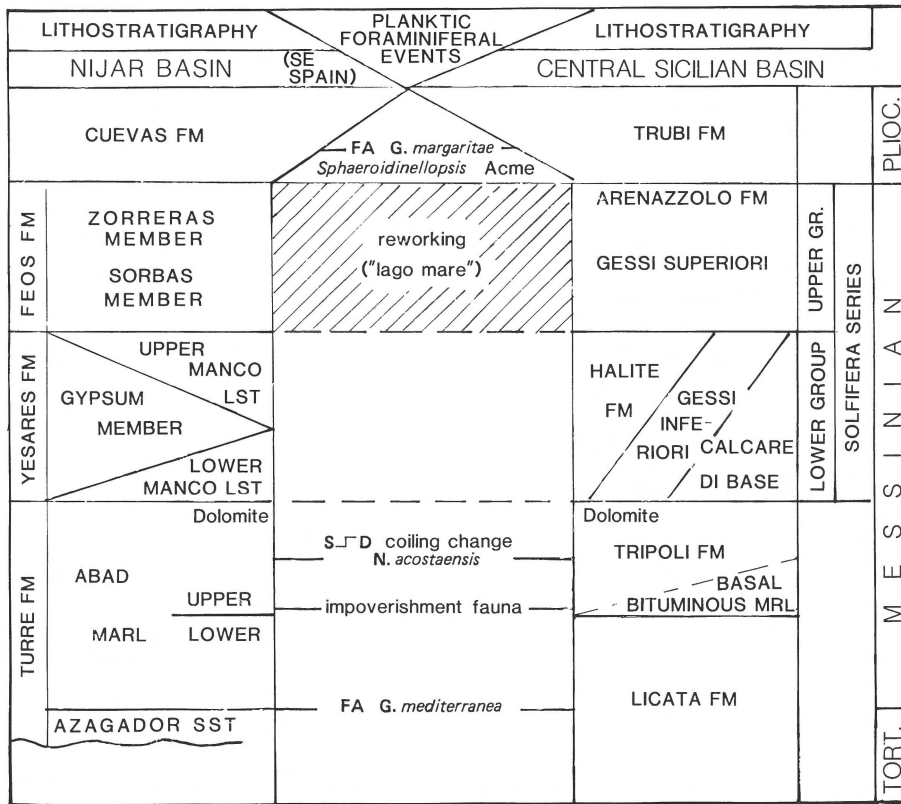 LITHOSTRATIGRAPHY
PLANKTIC
FORAMINIFERAL
EVENTS
LITHOSTRATIGRAPHY
NIJAR BASIN
(SE
SPAIN)
CENTRAL SICILIAN BASIN
CUEVAS FM
FA G. margaritae
Sphaeroidinellopsis Acme
TRUBI FM
PLIOC.
FEOS FM
ZORRERAS
MEMBER
SORBAS
MEMBER
reworking
("lago mare")
ARENAZZOLO FM
GESSI SUPERIORI
UPPER GR.
SOLFIFERA SERIES
MESSINIAN
YESARES FM
UPPER
MANCO
LST
GYPSUM
MEMBER
LOWER
MANCO LST
HALITE
FM
GESSI
INFE-
RIORI
CALCARE
DI BASE
LOWER GROUP
TURRE FM
Dolomite
ABAD
MARL
UPPER
LOWER
S D coiling change
N. acostaensis
impoverishment fauna
FA G. mediterranea
Dolomite
TRIPOLI FM
BASAL
BITUMINOUS MRL
LICATA FM
AZAGADOR SST
TORT.